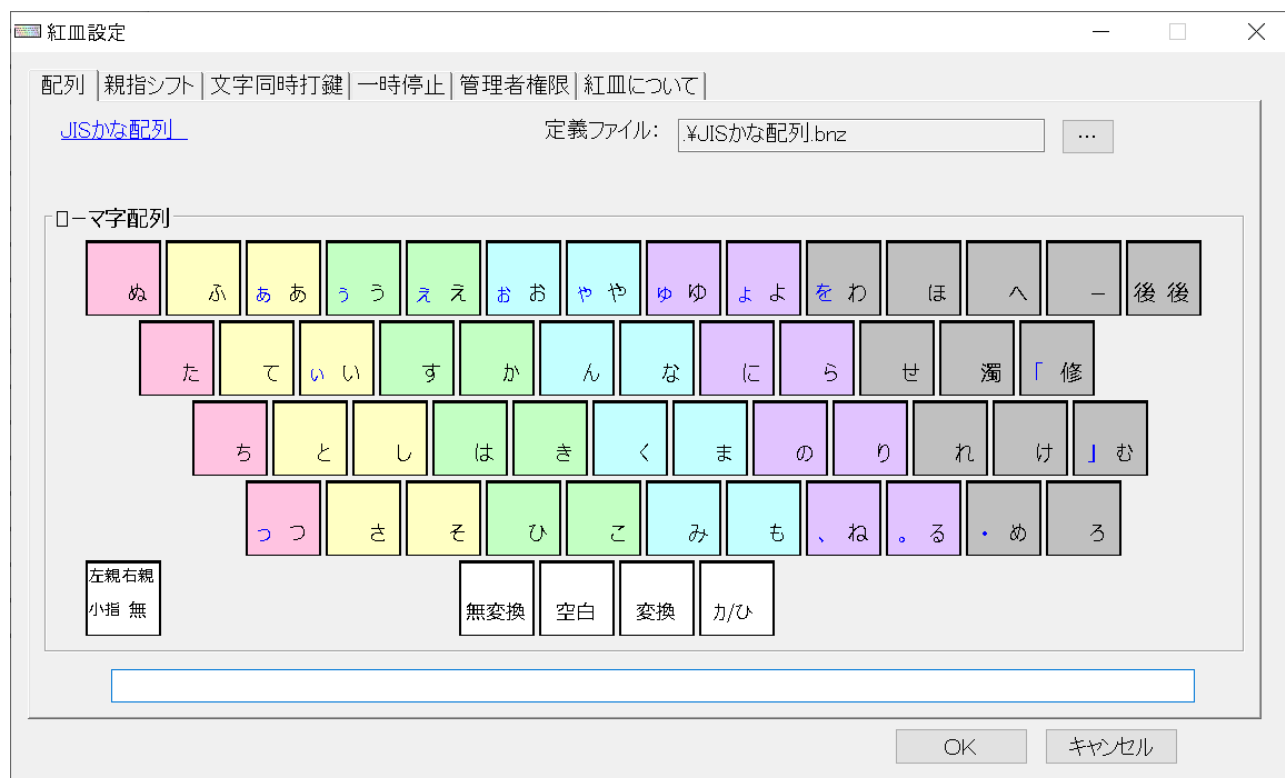 紅皿設定
配列 親指シフト 文字同時打鍵 一時停止 管理者権限 紅皿について
JISかな配列 定義ファイル: .¥JISかな配列.bnz ...
ローマ字配列
ぬ ふ ぁ あ ぅ う ぇ え ぉ お ゃ や ゅ ゆ ょ よ を わ ほ へ ー 後 後
た て ぃ い す か ん な に ら せ 濁 「 修
ち と し は き く ま の り れ け 」 む
っ つ さ そ ひ こ み も 、 ね 。 る ・ め ろ
左親 右親
小指 無 無変換 空白 変換 カ/ひ
OK キャンセル